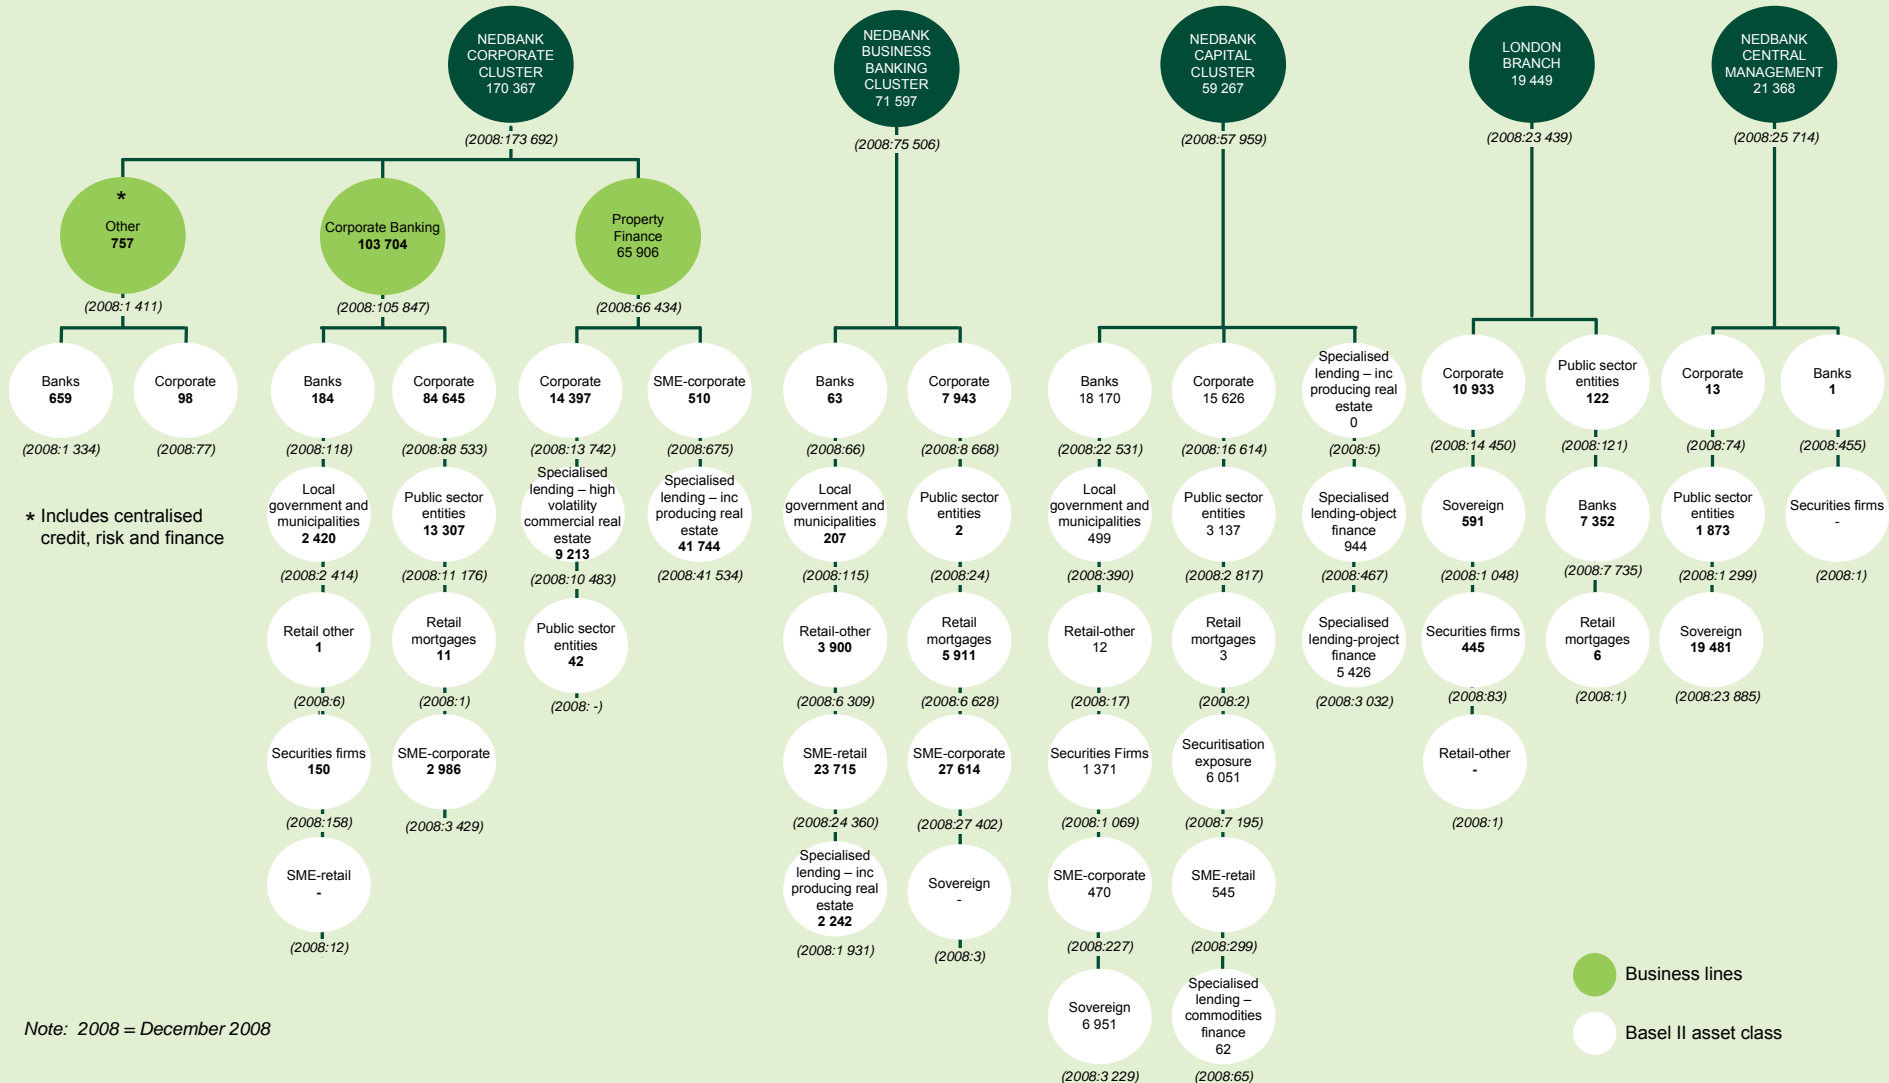 NEDBANK
CORPORATE
CLUSTER
170 367
(2008:173 692)
NEDBANK
BUSINESS
BANKING
CLUSTER
71 597
(2008:75 506)
NEDBANK
CAPITAL
CLUSTER
59 267
(2008:57 959)
LONDON
BRANCH
19 449
(2008:23 439)
NEDBANK
CENTRAL
MANAGEMENT
21 368
(2008:25 714)
*
Other
757
(2008:1 411)
Corporate Banking
103 704
(2008:105 847)
Property
Finance
65 906
(2008:66 434)
Banks
659
(2008:1 334)
Corporate
98
(2008:77)
Banks
184
(2008:118)
Local
government and
municipalities
2 420
(2008:2 414)
Retail other
1
(2008:6)
Securities firms
150
(2008:158)
SME-retail
-
(2008:12)
Corporate
84 645
(2008:88 533)
Public sector
entities
13 307
(2008:11 176)
Retail
mortgages
11
(2008:1)
SME-corporate
2 986
(2008:3 429)
Corporate
14 397
(2008:13 742)
Specialised
lending – high
volatility
commercial real
estate
9 213
(2008:10 483)
Public sector
entities
42
(2008: -)
SME-corporate
510
(2008:675)
Specialised
lending – inc
producing real
estate
41 744
(2008:41 534)
Banks
63
(2008:66)
Local
government and
municipalities
207
(2008:115)
Retail-other
3 900
(2008:6 309)
SME-retail
23 715
(2008:24 360)
Specialised
lending – inc
producing real
estate
2 242
(2008:1 931)
Corporate
7 943
(2008:8 668)
Public sector
entities
2
(2008:24)
Retail
mortgages
5 911
(2008:6 628)
SME-corporate
27 614
(2008:27 402)
Sovereign
-
(2008:3)
Banks
18 170
(2008:22 531)
Local
government and
municipalities
499
(2008:390)
Retail-other
12
(2008:17)
Securities Firms
1 371
(2008:1 069)
SME-corporate
470
(2008:227)
Sovereign
6 951
(2008:3 229)
Corporate
15 626
(2008:16 614)
Public sector
entities
3 137
(2008:2 817)
Retail
mortgages
3
(2008:2)
Securitisation
exposure
6 051
(2008:7 195)
SME-retail
545
(2008:299)
Specialised
lending –
commodities
finance
62
(2008:65)
Specialised
lending – inc
producing real
estate
0
(2008:5)
Specialised
lending-object
finance
944
(2008:467)
Specialised
lending-project
finance
5 426
(2008:3 032)
Corporate
10 933
(2008:14 450)
Sovereign
591
(2008:1 048)
Securities firms
445
(2008:83)
Retail-other
-
(2008:1)
Public sector
entities
122
(2008:121)
Banks
7 352
(2008:7 735)
Retail
mortgages
6
(2008:1)
Corporate
13
(2008:74)
Public sector
entities
1 873
(2008:1 299)
Sovereign
19 481
(2008:23 885)
Banks
1
(2008:455)
Securities firms
-
(2008:1)
* Includes centralised
credit, risk and finance
Note: 2008 = December 2008
Business lines
Basel II asset class